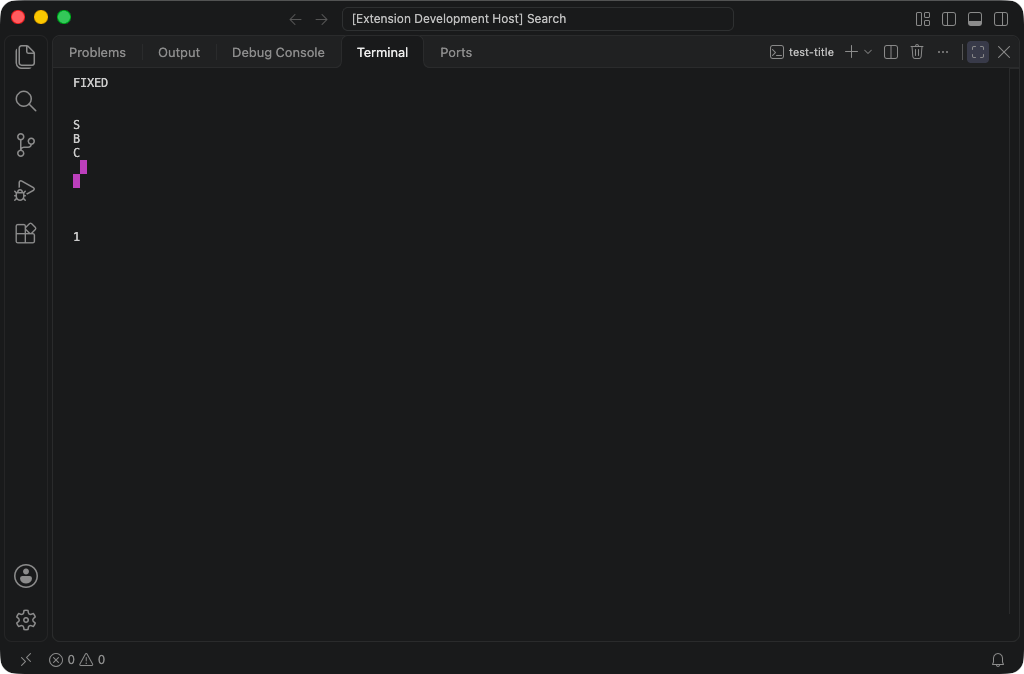 [Extension Development Host] Search
Problems Output Debug Console Terminal Ports test-title
FIXED
S
B
C
1
0 0